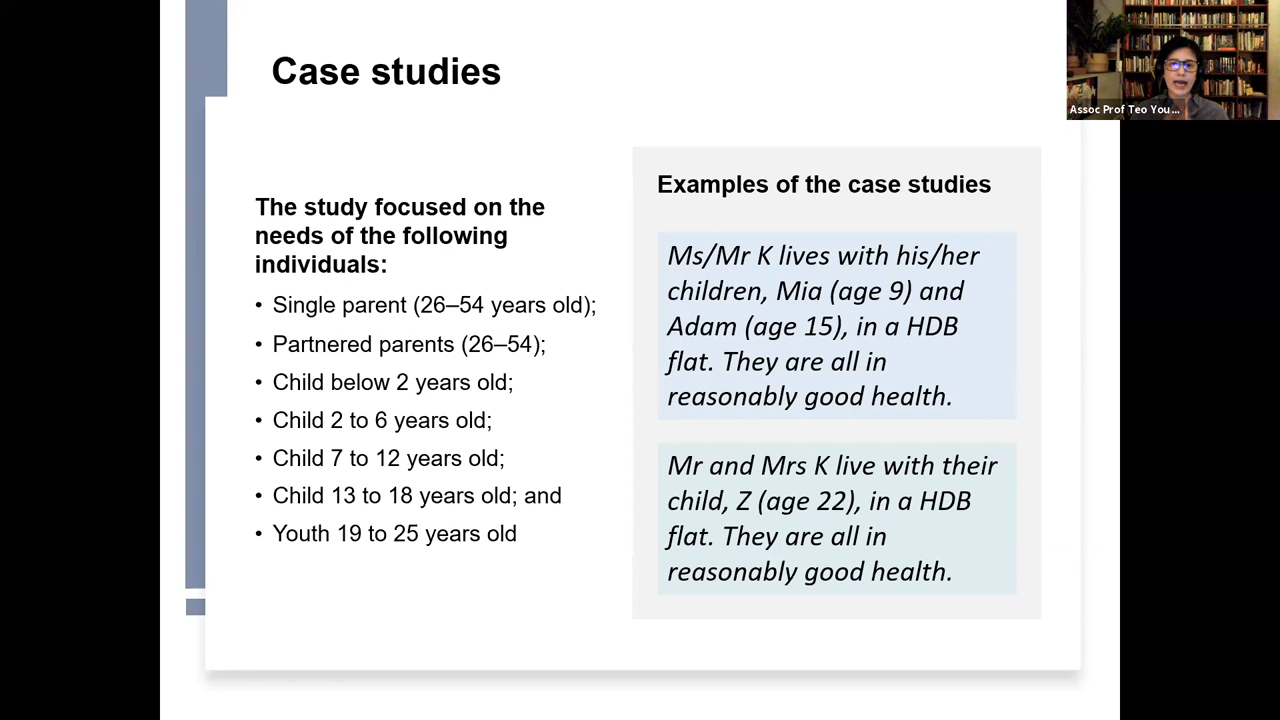 Case studies
The study focused on the
needs of the following
individuals:
• Single parent (26–54 years old);
• Partnered parents (26–54);
• Child below 2 years old;
• Child 2 to 6 years old;
• Child 7 to 12 years old;
• Child 13 to 18 years old; and
• Youth 19 to 25 years old
Examples of the case studies
Ms/Mr K lives with his/her
children, Mia (age 9) and
Adam (age 15), in a HDB
flat. They are all in
reasonably good health.
Mr and Mrs K live with their
child, Z (age 22), in a HDB
flat. They are all in
reasonably good health.
Assoc Prof Teo You...